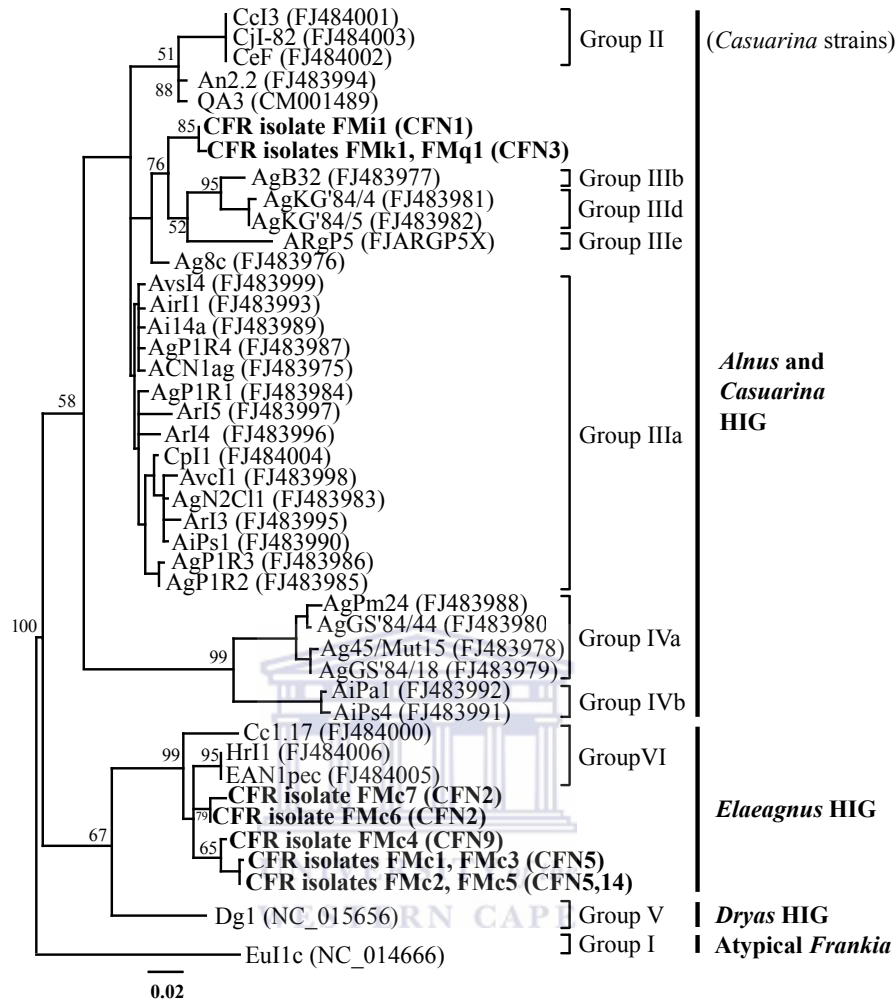 CcI3 (FJ484001)
CjI-82 (FJ484003)
CeF (FJ484002)
Group II
(Casuarina strains)
51
An2.2 (FJ483994)
88
QA3 (CM001489)
85
CFR isolate FMi1 (CFN1)
CFR isolates FMk1, FMq1 (CFN3)
76
95
AgB32 (FJ483977)
Group IIIb
AgKG'84/4 (FJ483981)
AgKG'84/5 (FJ483982)
Group IIId
52
ARgP5 (FJARGP5X)
Group IIIe
Ag8c (FJ483976)
AvsI4 (FJ483999)
AirI1 (FJ483993)
Ai14a (FJ483989)
AgP1R4 (FJ483987)
ACN1ag (FJ483975)
AgP1R1 (FJ483984)
ArI5 (FJ483997)
ArI4 (FJ483996)
CpI1 (FJ484004)
AvcI1 (FJ483998)
AgN2Cl1 (FJ483983)
ArI3 (FJ483995)
AiPs1 (FJ483990)
AgP1R3 (FJ483986)
AgP1R2 (FJ483985)
Group IIIa
Alnus and
Casuarina
HIG
58
AgPm24 (FJ483988)
AgGS'84/44 (FJ483980
Ag45/Mut15 (FJ483978)
AgGS'84/18 (FJ483979)
Group IVa
100
99
AiPa1 (FJ483992)
AiPs4 (FJ483991)
Group IVb
Cc1.17 (FJ484000)
99
95
HrI1 (FJ484006)
EAN1pec (FJ484005)
GroupVI
CFR isolate FMc7 (CFN2)
79
CFR isolate FMc6 (CFN2)
67
65
CFR isolate FMc4 (CFN9)
CFR isolates FMc1, FMc3 (CFN5)
CFR isolates FMc2, FMc5 (CFN5,14)
Elaeagnus HIG
Dg1 (NC_015656)
Group V
Dryas HIG
EuI1c (NC_014666)
Group I
Atypical Frankia
0.02
UNIVERSITY of the
WESTERN CAPE